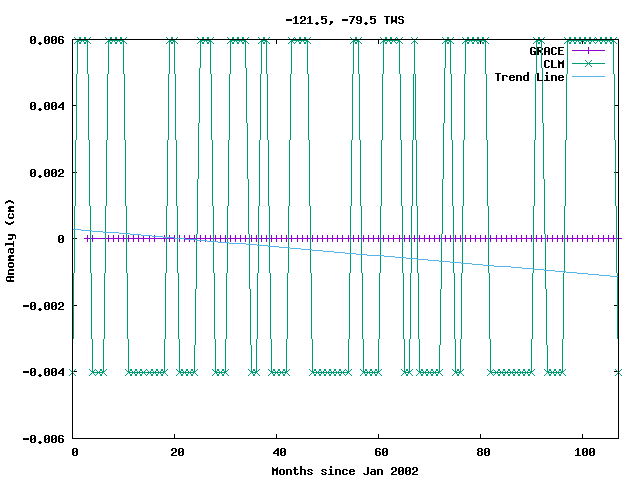 -121.5, -79.5 TWS
0.006
GRACE
CLM
Trend Line
0.004
0.002
Anomaly (cm)
0
-0.002
-0.004
-0.006
0 20 40 60 80 100
Months since Jan 2002